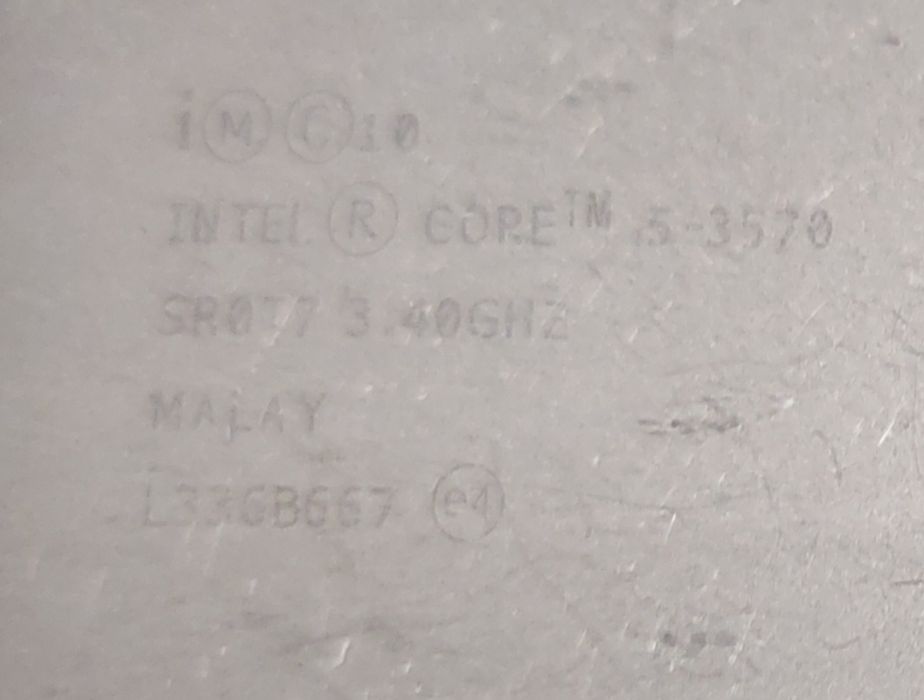 i Ⓜ Ⓒ 10
INTEL ® CORE™ i5-3570
SR0T7 3.40GHZ
MALAY
L336B667 (e4)